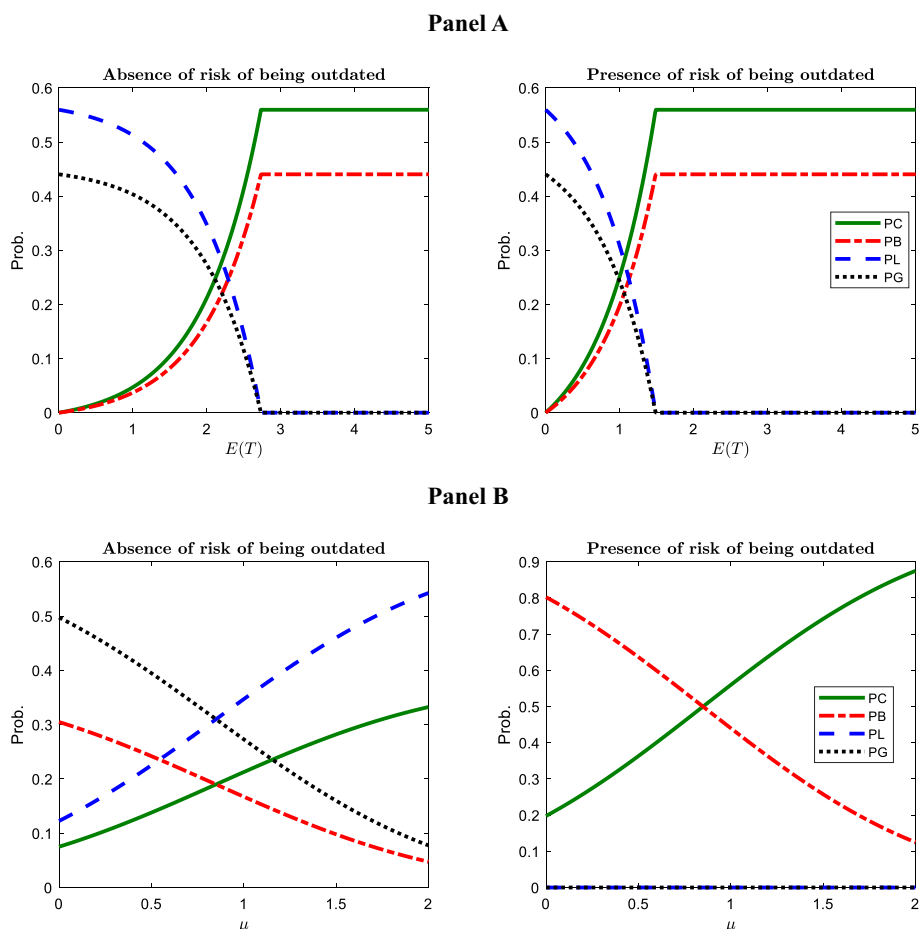 Panel A
Absence of risk of being outdated
0.6
0.5
0.4
0.3
0.2
0.1
0
Prob.
0 1 2 3 4 5
E(T)
Presence of risk of being outdated
0.6
0.5
0.4
0.3
0.2
0.1
0
Prob.
PC
PB
PL
PG
0 1 2 3 4 5
E(T)
Panel B
Absence of risk of being outdated
0.6
0.5
0.4
0.3
0.2
0.1
0
Prob.
0 0.5 1 1.5 2
μ
Presence of risk of being outdated
0.9
0.8
0.7
0.6
0.5
0.4
0.3
0.2
0.1
0
Prob.
PC
PB
PL
PG
0 0.5 1 1.5 2
μ